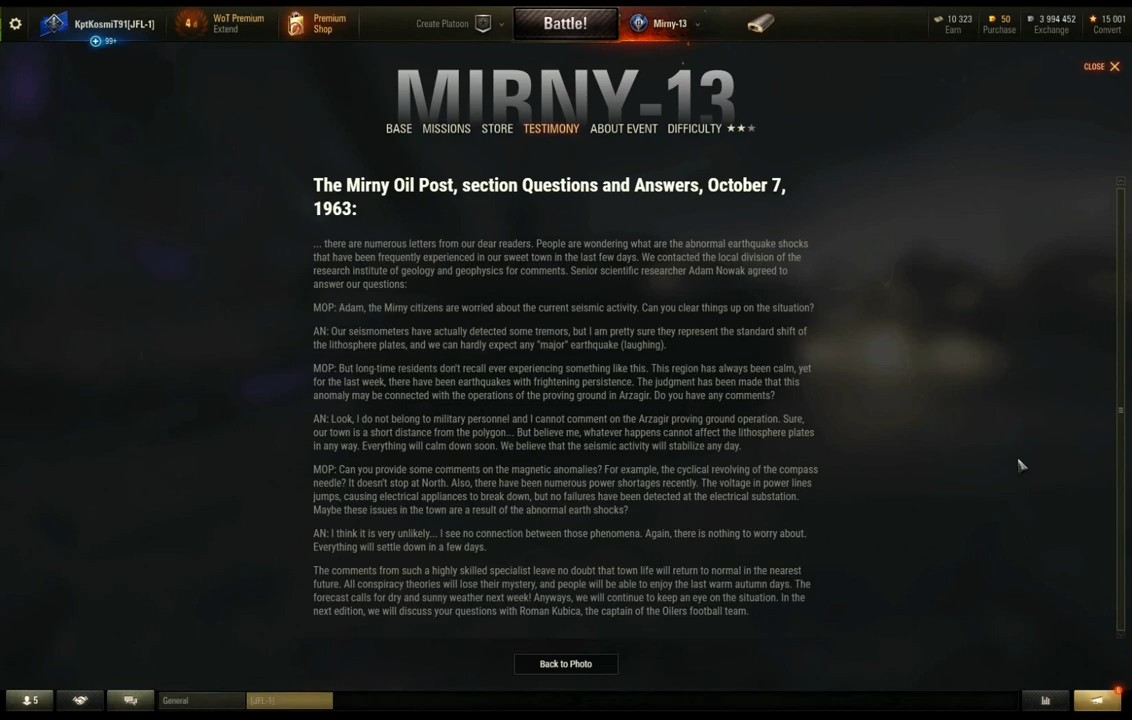 KptKosmiT91[JFL-1]
99+
4 d
WoT Premium
Extend
Premium
Shop
Create Platoon
Battle!
Mirny-13
10 323
Earn
50
Purchase
3 994 452
Exchange
15 001
Convert
CLOSE
MIRNY-13
BASE MISSIONS STORE TESTIMONY ABOUT EVENT DIFFICULTY
The Mirny Oil Post, section Questions and Answers, October 7,
1963:
... there are numerous letters from our dear readers. People are wondering what are the abnormal earthquake shocks
that have been frequently experienced in our sweet town in the last few days. We contacted the local division of the
research institute of geology and geophysics for comments. Senior scientific researcher Adam Nowak agreed to
answer our questions:
MOP: Adam, the Mirny citizens are worried about the current seismic activity. Can you clear things up on the situation?
AN: Our seismometers have actually detected some tremors, but I am pretty sure they represent the standard shift of
the lithosphere plates, and we can hardly expect any "major" earthquake (laughing).
MOP: But long-time residents don't recall ever experiencing something like this. This region has always been calm, yet
for the last week, there have been earthquakes with frightening persistence. The judgment has been made that this
anomaly may be connected with the operations of the proving ground in Arzagir. Do you have any comments?
AN: Look, I do not belong to military personnel and I cannot comment on the Arzagir proving ground operation. Sure,
our town is a short distance from the polygon... But believe me, whatever happens cannot affect the lithosphere plates
in any way. Everything will calm down soon. We believe that the seismic activity will stabilize any day.
MOP: Can you provide some comments on the magnetic anomalies? For example, the cyclical revolving of the compass
needle? It doesn't stop at North. Also, there have been numerous power shortages recently. The voltage in power lines
jumps, causing electrical appliances to break down, but no failures have been detected at the electrical substation.
Maybe these issues in the town are a result of the abnormal earth shocks?
AN: I think it is very unlikely... I see no connection between those phenomena. Again, there is nothing to worry about.
Everything will settle down in a few days.
The comments from such a highly skilled specialist leave no doubt that town life will return to normal in the nearest
future. All conspiracy theories will lose their mystery, and people will be able to enjoy the last warm autumn days. The
forecast calls for dry and sunny weather next week! Anyways, we will continue to keep an eye on the situation. In the
next edition, we will discuss your questions with Roman Kubica, the captain of the Oilers football team.
Back to Photo
5
General
[JFL-1]